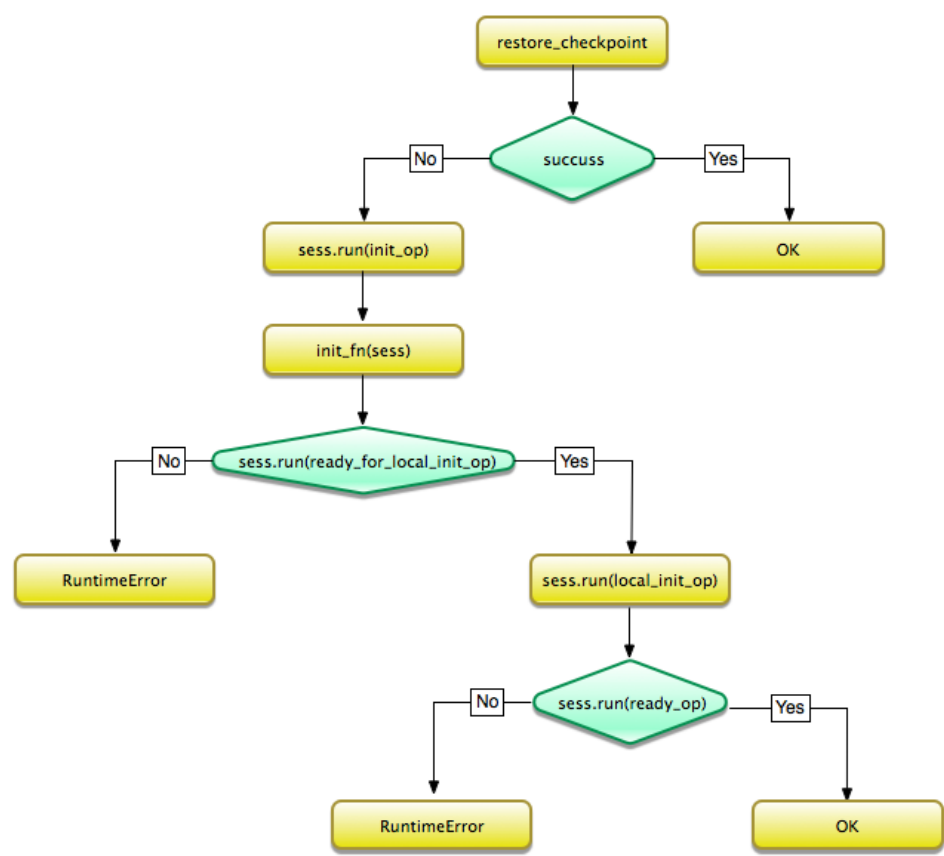 restore_checkpoint
succuss
No
Yes
sess.run(init_op)
OK
init_fn(sess)
sess.run(ready_for_local_init_op)
No
Yes
RuntimeError
sess.run(local_init_op)
sess.run(ready_op)
No
Yes
RuntimeError
OK